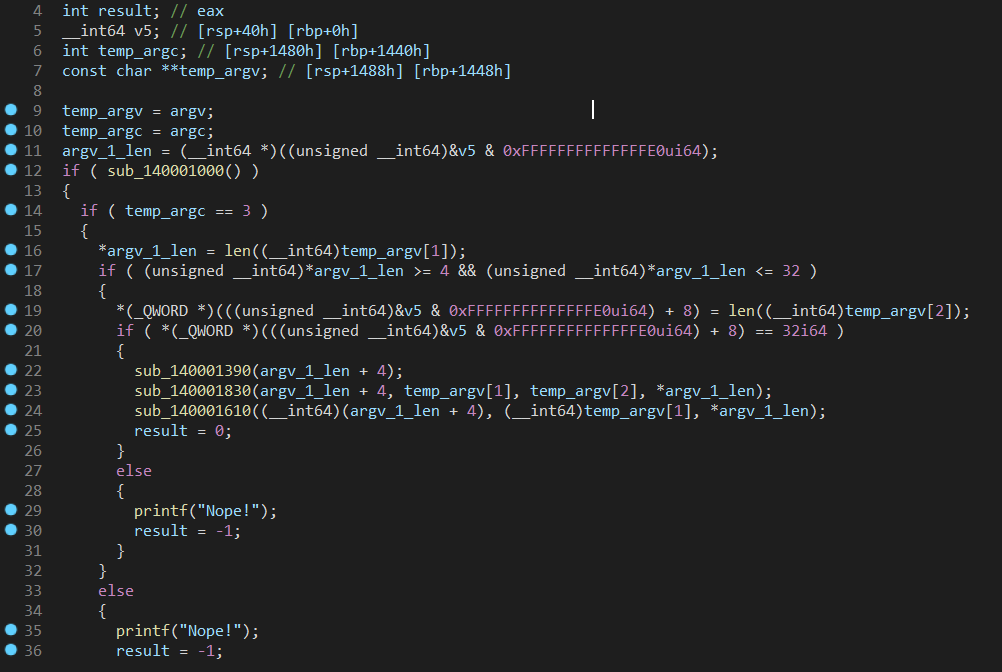 4 int result; // eax
5 __int64 v5; // [rsp+40h] [rbp+0h]
6 int temp_argc; // [rsp+1480h] [rbp+1440h]
7 const char **temp_argv; // [rsp+1488h] [rbp+1448h]
8
9 temp_argv = argv;
10 temp_argc = argc;
11 argv_1_len = (__int64 *)((unsigned __int64)&v5 & 0xFFFFFFFFFFFFFFE0ui64);
12 if ( sub_140001000() )
13 {
14   if ( temp_argc == 3 )
15   {
16     *argv_1_len = len((__int64)temp_argv[1]);
17     if ( (unsigned __int64)*argv_1_len >= 4 && (unsigned __int64)*argv_1_len <= 32 )
18     {
19       *(_QWORD *)(((unsigned __int64)&v5 & 0xFFFFFFFFFFFFFFE0ui64) + 8) = len((__int64)temp_argv[2]);
20       if ( *(_QWORD *)(((unsigned __int64)&v5 & 0xFFFFFFFFFFFFFFE0ui64) + 8) == 32i64 )
21       {
22         sub_140001390(argv_1_len + 4);
23         sub_140001830(argv_1_len + 4, temp_argv[1], temp_argv[2], *argv_1_len);
24         sub_140001610((__int64)(argv_1_len + 4), (__int64)temp_argv[1], *argv_1_len);
25         result = 0;
26       }
27       else
28       {
29         printf("Nope!");
30         result = -1;
31       }
32     }
33     else
34     {
35       printf("Nope!");
36       result = -1;